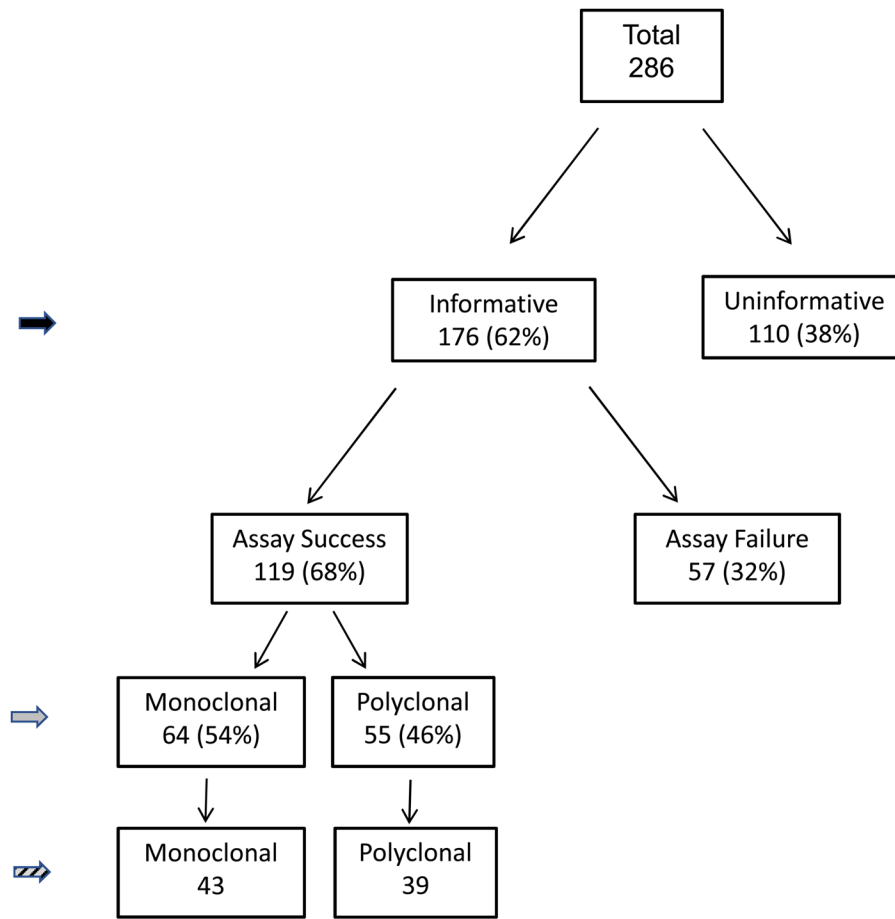 Total
286
Informative
176 (62%)
Uninformative
110 (38%)
Assay Success
119 (68%)
Assay Failure
57 (32%)
Monoclonal
64 (54%)
Polyclonal
55 (46%)
Monoclonal
43
Polyclonal
39